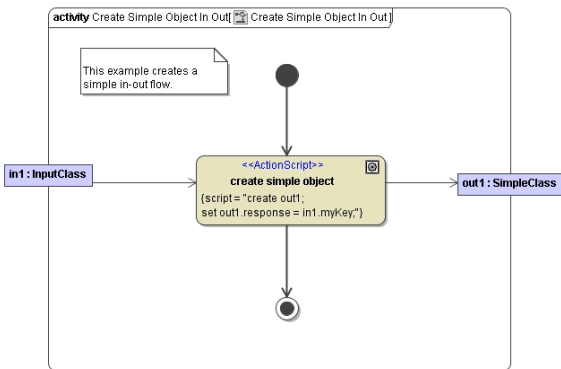 activity Create Simple Object In Out[ Create Simple Object In Out]
This example creates a
simple in-out flow.
in1 : InputClass
<<ActionScript>>
create simple object
{script = "create out1;
set out1.response = in1.myKey;"}
out1 : SimpleClass